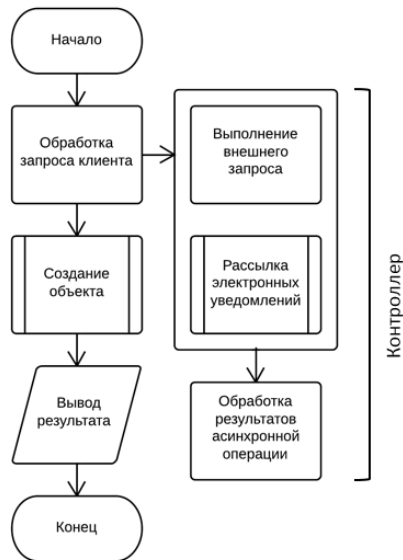 Начало
Обработка
запроса клиента
Создание
объекта
Вывод
результата
Конец
Выполнение
внешнего
запроса
Рассылка
электронных
уведомлений
Обработка
результатов
асинхронной
операции
Контроллер